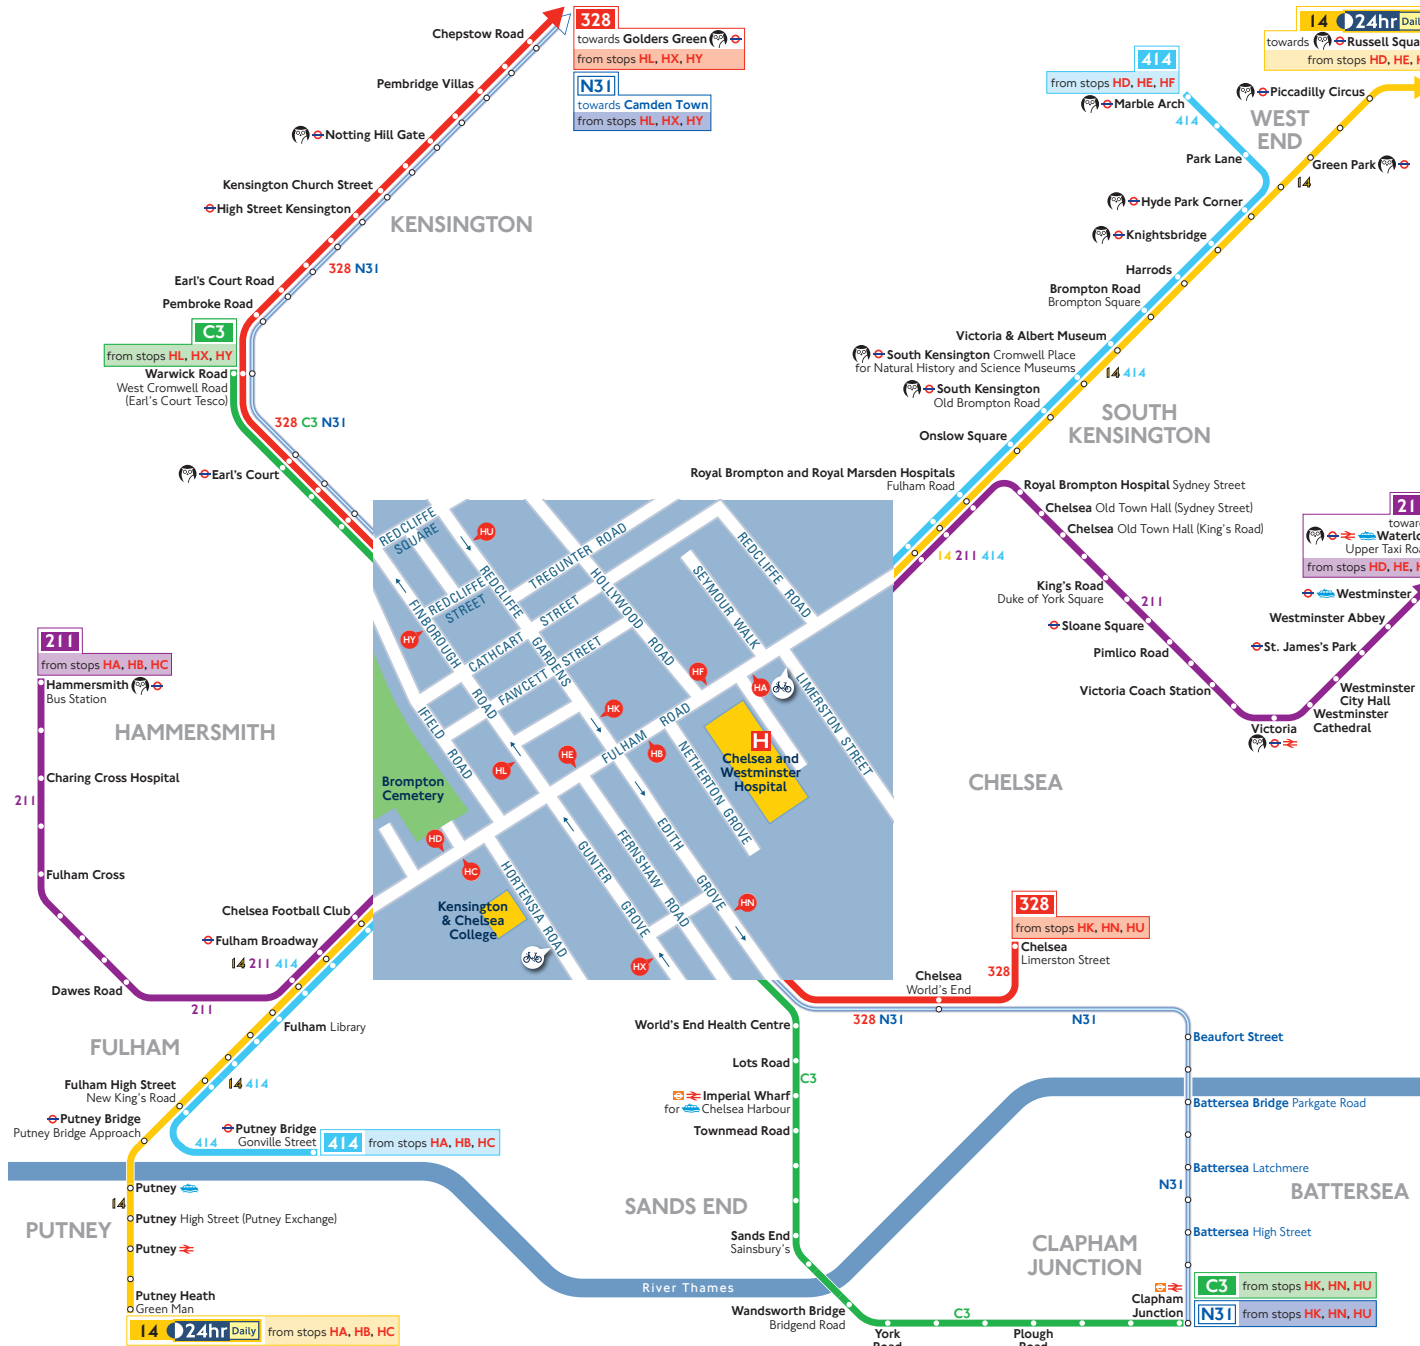 328
towards Golders Green
from stops HL, HX, HY
N31
towards Camden Town
from stops HL, HX, HY
Chepstow Road
Pembridge Villas
Notting Hill Gate
Kensington Church Street
High Street Kensington
KENSINGTON
328 N31
Earl's Court Road
Pembroke Road
C3
from stops HL, HX, HY
Warwick Road
West Cromwell Road
(Earl's Court Tesco)
328 C3 N31
Earl's Court
414
from stops HD, HE, HF
Marble Arch
414
Park Lane
14 24hr Daily
towards Russell Squa
from stops HD, HE, H
Piccadilly Circus
WEST
END
Green Park
14
Hyde Park Corner
Knightsbridge
Harrods
Brompton Road
Brompton Square
Victoria & Albert Museum
South Kensington Cromwell Place
for Natural History and Science Museums
14 414
South Kensington
Old Brompton Road
SOUTH
KENSINGTON
Onslow Square
Royal Brompton and Royal Marsden Hospitals
Fulham Road
14 211 414
Royal Brompton Hospital Sydney Street
Chelsea Old Town Hall (Sydney Street)
Chelsea Old Town Hall (King's Road)
King's Road
Duke of York Square
211
Sloane Square
Pimlico Road
Victoria Coach Station
Victoria
21
towar
Waterlo
Upper Taxi Roa
from stops HD, HE, H
Westminster
Westminster Abbey
St. James's Park
Westminster
City Hall
Westminster
Cathedral
CHELSEA
211
from stops HA, HB, HC
Hammersmith
Bus Station
HAMMERSMITH
Charing Cross Hospital
211
Fulham Cross
Dawes Road
211
Chelsea Football Club
Fulham Broadway
14 211 414
Fulham Library
FULHAM
14 414
Fulham High Street
New King's Road
Putney Bridge
Putney Bridge Approach
414
Putney Bridge
Gonville Street
414
from stops HA, HB, HC
Putney
14
PUTNEY
Putney High Street (Putney Exchange)
Putney
Putney Heath
Green Man
14 24hr Daily
from stops HA, HB, HC
REDCLIFFE
SQUARE
HU
REDCLIFFE
STREET
TREGUNTER ROAD
HOLLYWOOD ROAD
REDCLIFFE ROAD
SEYMOUR WALK
REDCLIFFE GARDENS
FINBOROUGH ROAD
CATHCART STREET
FAWCETT STREET
HY
IFIELD ROAD
HF
HA
LIMERSTON STREET
HK
HL
HE
FULHAM ROAD
HB
H
Chelsea and
Westminster
Hospital
NETHERTON GROVE
Brompton
Cemetery
HD
HC
Kensington
& Chelsea
College
HORTENSIA ROAD
GUNTER GROVE
FERNSHAW ROAD
EDITH GROVE
HN
HX
328
from stops HK, HN, HU
Chelsea
Limerston Street
328
Chelsea
World's End
328 N31
N31
World's End Health Centre
Lots Road
C3
Imperial Wharf
for Chelsea Harbour
Townmead Road
SANDS END
Sands End
Sainsbury's
River Thames
Wandsworth Bridge
Bridgend Road
C3
York
Road
Plough
Road
Beaufort Street
Battersea Bridge Parkgate Road
Battersea Latchmere
N31
BATTERSEA
Battersea High Street
CLAPHAM
JUNCTION
Clapham
Junction
C3
from stops HK, HN, HU
N31
from stops HK, HN, HU